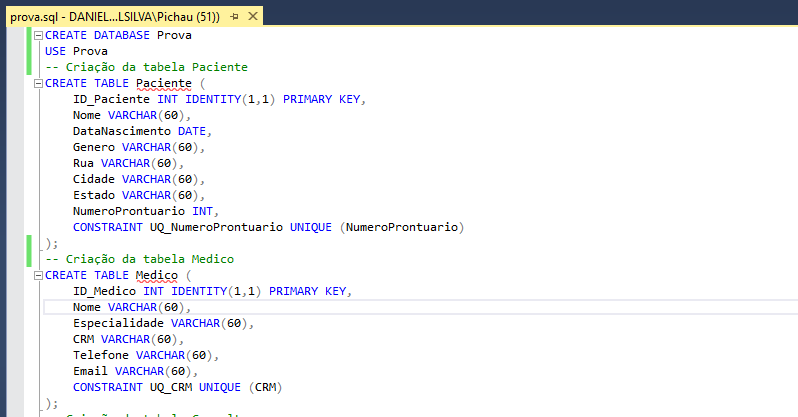 prova.sql - DANIEL...LSILVA\Pichau (51))
CREATE DATABASE Prova
USE Prova
-- Criação da tabela Paciente
CREATE TABLE Paciente (
ID_Paciente INT IDENTITY(1,1) PRIMARY KEY,
Nome VARCHAR(60),
DataNascimento DATE,
Genero VARCHAR(60),
Rua VARCHAR(60),
Cidade VARCHAR(60),
Estado VARCHAR(60),
NumeroProntuario INT,
CONSTRAINT UQ_NumeroProntuario UNIQUE (NumeroProntuario)
);
-- Criação da tabela Medico
CREATE TABLE Medico (
ID_Medico INT IDENTITY(1,1) PRIMARY KEY,
Nome VARCHAR(60),
Especialidade VARCHAR(60),
CRM VARCHAR(60),
Telefone VARCHAR(60),
Email VARCHAR(60),
CONSTRAINT UQ_CRM UNIQUE (CRM)
);
-- Criação da tabela